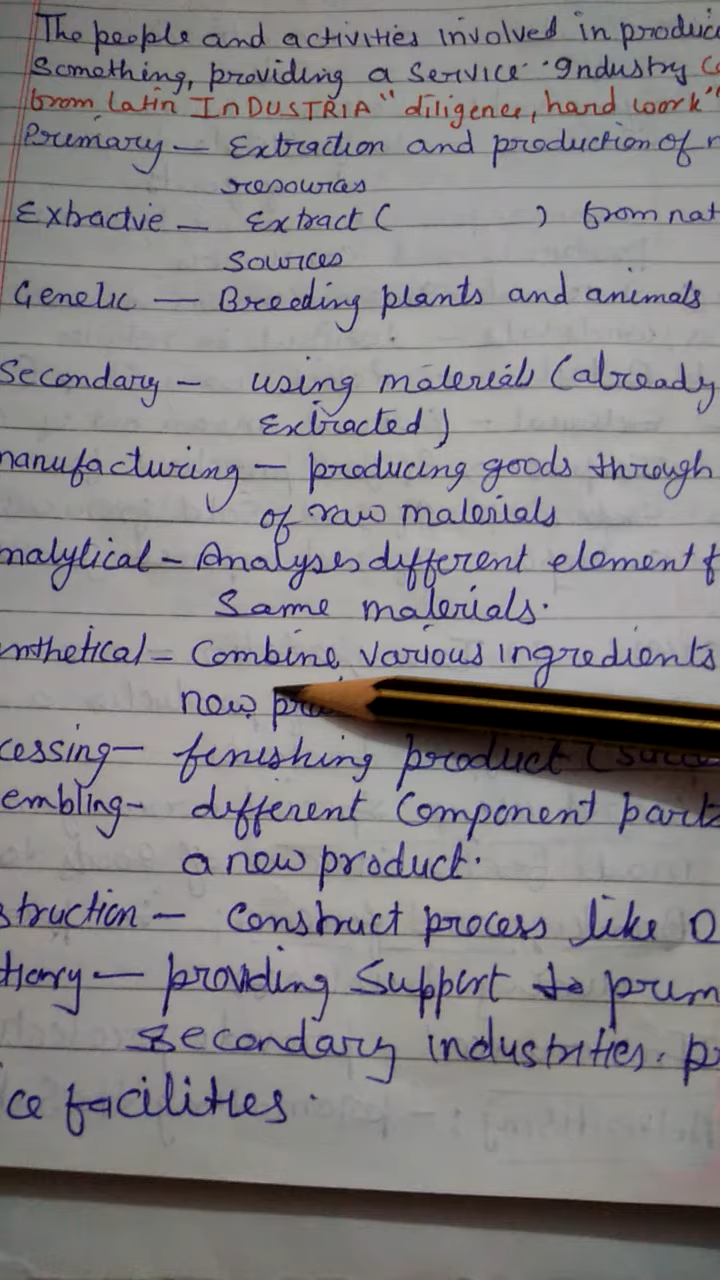 The people and activities involved in produc
Something, providing a Service. Industry C
from Latin INDUSTRIA "diligence, hard work"
Primary — Extraction and production of n
resources
Extractive — Extract (          ) from nat
Sources
Genetic — Breeding plants and animals
Secondary — using materials (already
Extracted)
manufacturing — producing goods through
of raw materials
nalytical - Analyses different element f
Same materials.
nthetical = Combine various ingredients
new
cessing — finishing product (
embling - different Component parts
a new product.
struction — Construct process like
tiary — providing Support to prim
secondary industries. pr
ice facilities.